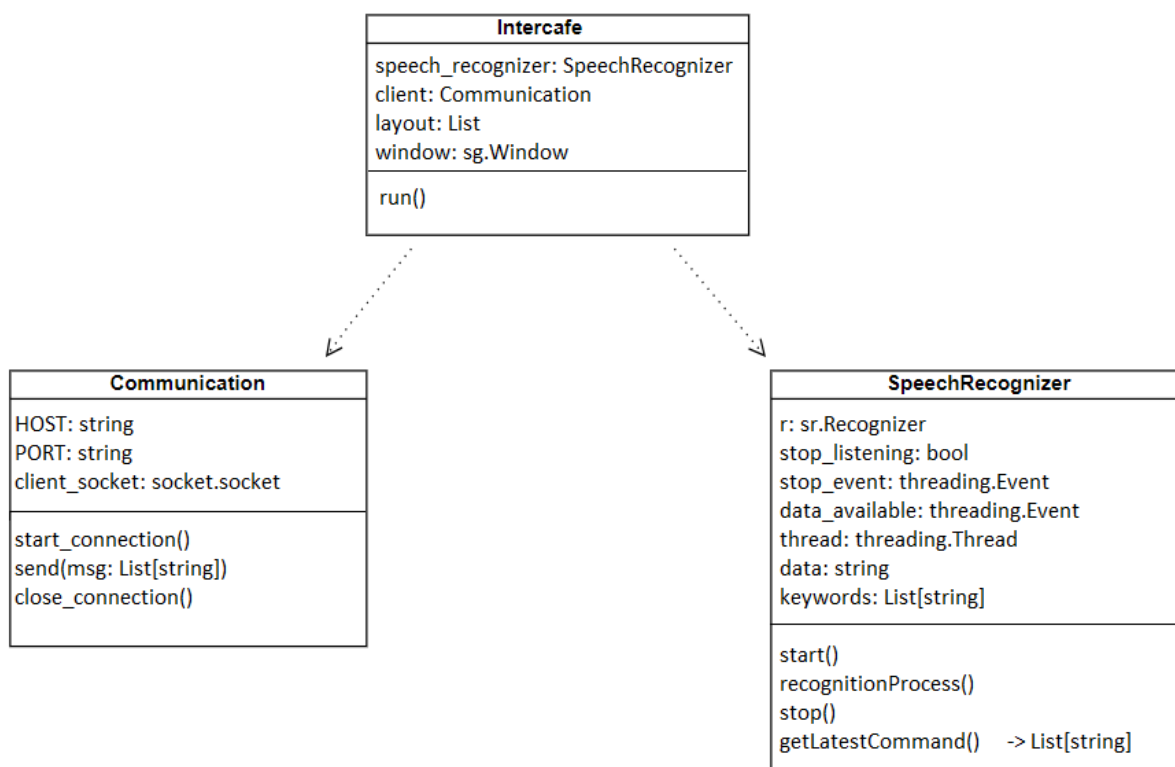 Intercafe
speech_recognizer: SpeechRecognizer
client: Communication
layout: List
window: sg.Window
run()
Communication
HOST: string
PORT: string
client_socket: socket.socket
start_connection()
send(msg: List[string])
close_connection()
SpeechRecognizer
r: sr.Recognizer
stop_listening: bool
stop_event: threading.Event
data_available: threading.Event
thread: threading.Thread
data: string
keywords: List[string]
start()
recognitionProcess()
stop()
getLatestCommand() -> List[string]